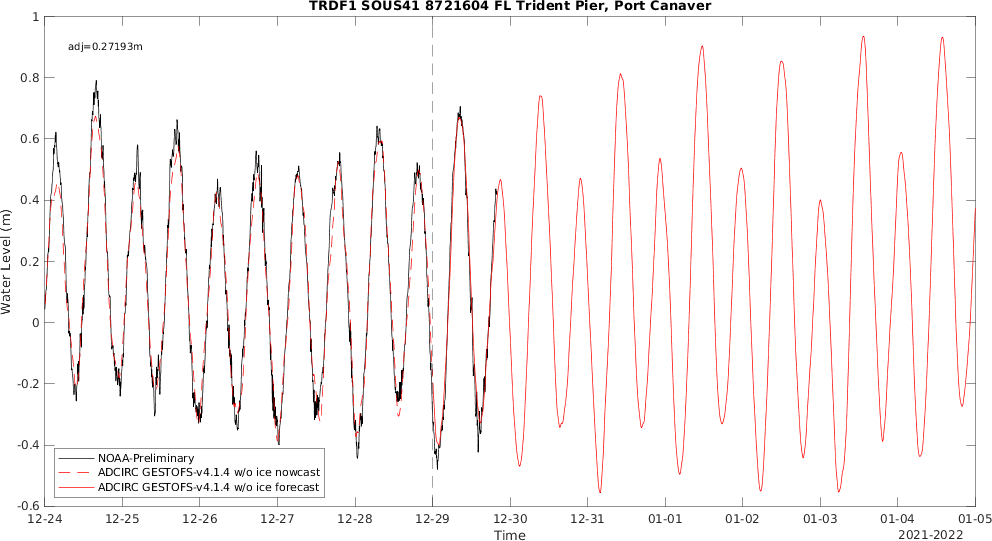 TRDF1 SOUS41 8721604 FL Trident Pier, Port Canaver
adj=0.27193m
1
0.8
0.6
0.4
0.2
0
-0.2
-0.4
-0.6
Water Level (m)
NOAA-Preliminary
ADCIRC GESTOFS-v4.1.4 w/o ice nowcast
ADCIRC GESTOFS-v4.1.4 w/o ice forecast
12-24 12-25 12-26 12-27 12-28 12-29 12-30 12-31 01-01 01-02 01-03 01-04 01-05
Time
2021-2022